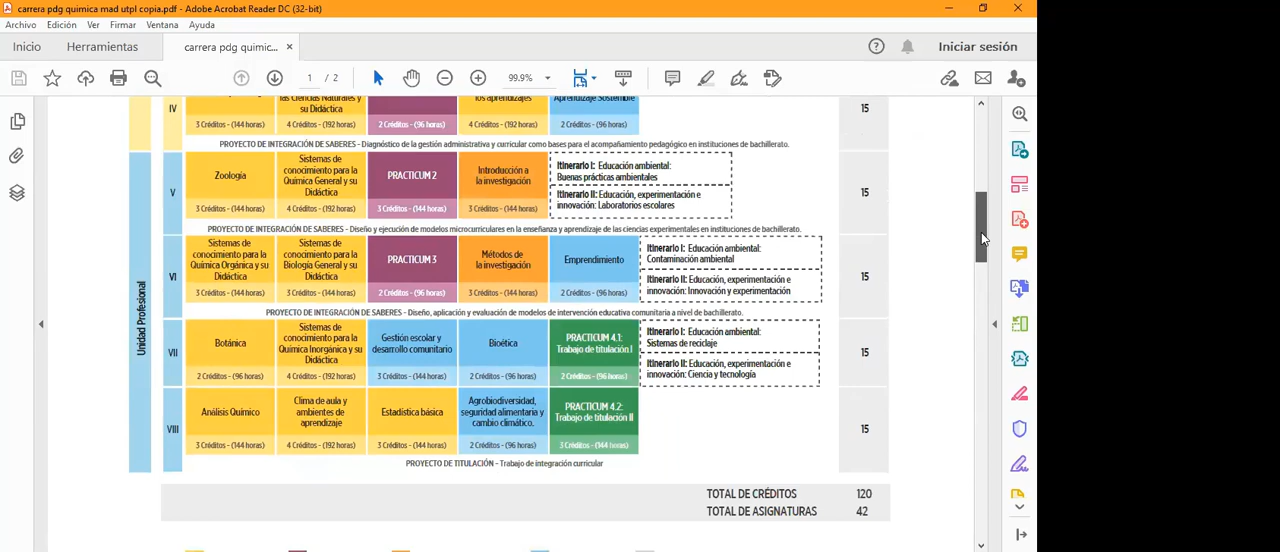 carrera pdg quimica mad utpl copia.pdf - Adobe Acrobat Reader DC (32-bit)
Archivo Edición Ver Firmar Ventana Ayuda
Inicio Herramientas carrera pdg quimic... × Iniciar sesión
1 / 2 99.9%
IV
las Ciencias Naturales y
su Didáctica
los aprendizajes
Aprendizaje Sostenible
15
3 Créditos - (144 horas) 4 Créditos - (192 horas) 2 Créditos - (96 horas) 4 Créditos - (192 horas) 2 Créditos - (96 horas)
PROYECTO DE INTEGRACIÓN DE SABERES - Diagnóstico de la gestión administrativa y curricular como bases para el acompañamiento pedagógico en instituciones de bachillerato.
Unidad Profesional
V
Zoología
Sistemas de
conocimiento para la
Química General y su
Didáctica
PRACTICUM 2
Introducción a
la investigación
Itinerario I: Educación ambiental:
Buenas prácticas ambientales
Itinerario II: Educación, experimentación e
innovación: Laboratorios escolares
15
3 Créditos - (144 horas) 4 Créditos - (192 horas) 3 Créditos - (144 horas) 3 Créditos - (144 horas)
PROYECTO DE INTEGRACIÓN DE SABERES - Diseño y ejecución de modelos microcurriculares en la enseñanza y aprendizaje de las ciencias experimentales en instituciones de bachillerato.
VI
Sistemas de
conocimiento para la
Química Orgánica y su
Didáctica
Sistemas de
conocimiento para la
Biología General y su
Didáctica
PRACTICUM 3
Métodos de
la investigación
Emprendimiento
Itinerario I: Educación ambiental:
Contaminación ambiental
Itinerario II: Educación, experimentación e
innovación: Innovación y experimentación
15
3 Créditos - (144 horas) 3 Créditos - (144 horas) 2 Créditos - (96 horas) 3 Créditos - (144 horas) 2 Créditos - (96 horas)
PROYECTO DE INTEGRACIÓN DE SABERES - Diseño, aplicación y evaluación de modelos de intervención educativa comunitaria a nivel de bachillerato.
VII
Botánica
Sistemas de
conocimiento para la
Química Inorgánica y su
Didáctica
Gestión escolar y
desarrollo comunitario
Bioética
PRACTICUM 4.1:
Trabajo de titulación I
Itinerario I: Educación ambiental:
Sistemas de reciclaje
Itinerario II: Educación, experimentación e
innovación: Ciencia y tecnología
15
2 Créditos - (96 horas) 4 Créditos - (192 horas) 3 Créditos - (144 horas) 2 Créditos - (96 horas) 2 Créditos - (96 horas)
VIII
Análisis Químico
Clima de aula y
ambientes de
aprendizaje
Estadística básica
Agrobiodiversidad,
seguridad alimentaria y
cambio climático.
PRACTICUM 4.2:
Trabajo de titulación II
15
3 Créditos - (144 horas) 4 Créditos - (192 horas) 3 Créditos - (144 horas) 2 Créditos - (96 horas) 3 Créditos - (144 horas)
PROYECTO DE TITULACIÓN - Trabajo de integración curricular
TOTAL DE CRÉDITOS 120
TOTAL DE ASIGNATURAS 42